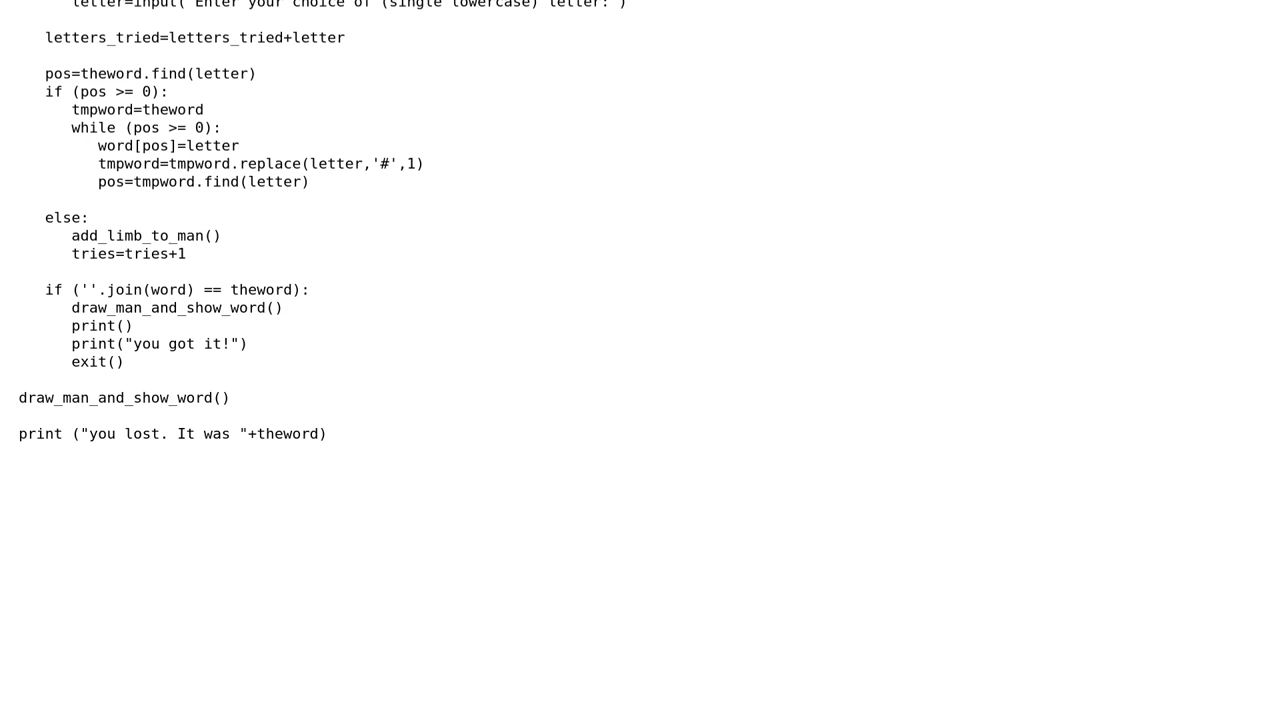 letter=input("Enter your choice of (single lowercase) letter:")
letters_tried=letters_tried+letter
pos=theword.find(letter)
if (pos >= 0):
tmpword=theword
while (pos >= 0):
word[pos]=letter
tmpword=tmpword.replace(letter,'#',1)
pos=tmpword.find(letter)
else:
add_limb_to_man()
tries=tries+1
if (''.join(word) == theword):
draw_man_and_show_word()
print()
print("you got it!")
exit()
draw_man_and_show_word()
print ("you lost. It was "+theword)